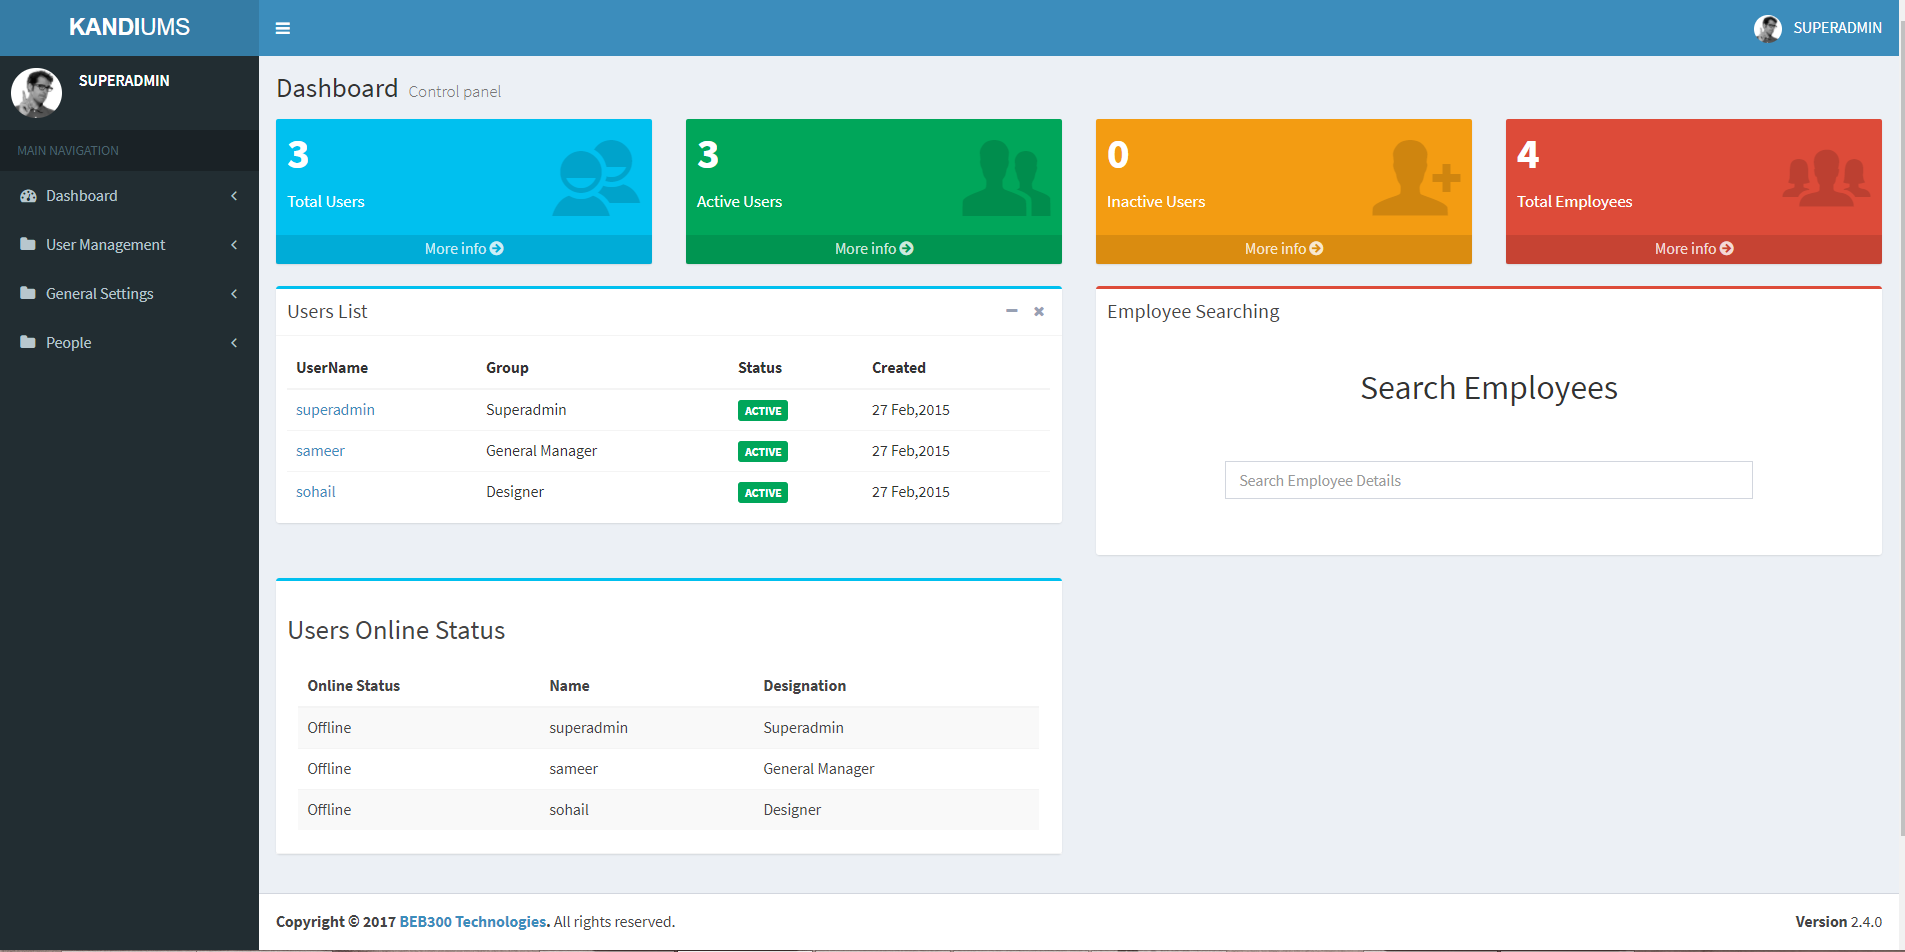 KANDIUMS
SUPERADMIN
SUPERADMIN
MAIN NAVIGATION
Dashboard
User Management
General Settings
People
Dashboard Control panel
3
Total Users
More info
3
Active Users
More info
0
Inactive Users
More info
4
Total Employees
More info
Users List
UserName Group Status Created
superadmin Superadmin ACTIVE 27 Feb,2015
sameer General Manager ACTIVE 27 Feb,2015
sohail Designer ACTIVE 27 Feb,2015
Employee Searching
Search Employees
Search Employee Details
Users Online Status
Online Status Name Designation
Offline superadmin Superadmin
Offline sameer General Manager
Offline sohail Designer
Copyright © 2017 BEB300 Technologies. All rights reserved.
Version 2.4.0